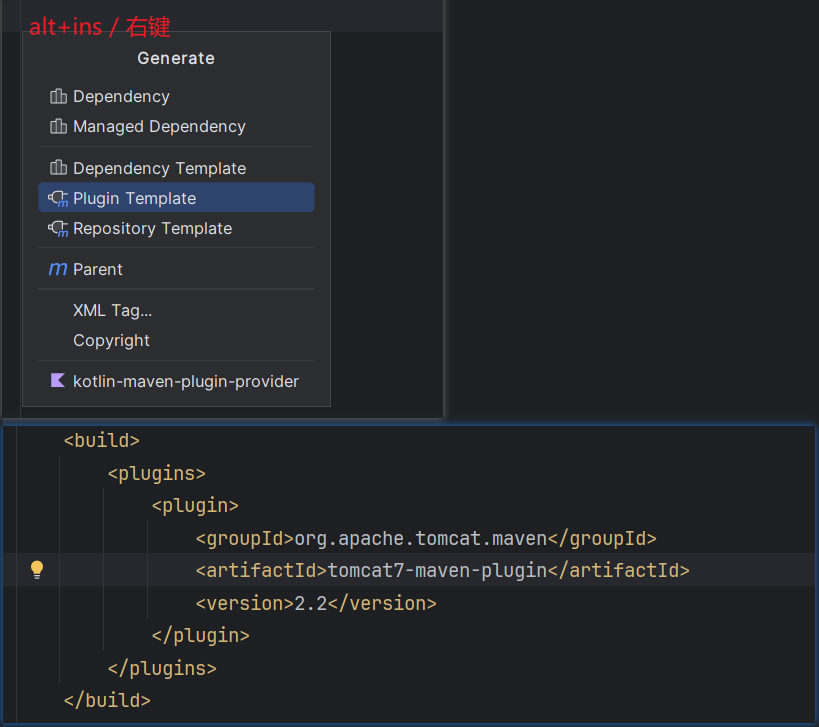 alt+ins / 右键
Generate
Dependency
Managed Dependency
Dependency Template
Plugin Template
Repository Template
Parent
XML Tag...
Copyright
kotlin-maven-plugin-provider
<build>
<plugins>
<plugin>
<groupId>org.apache.tomcat.maven</groupId>
<artifactId>tomcat7-maven-plugin</artifactId>
<version>2.2</version>
</plugin>
</plugins>
</build>